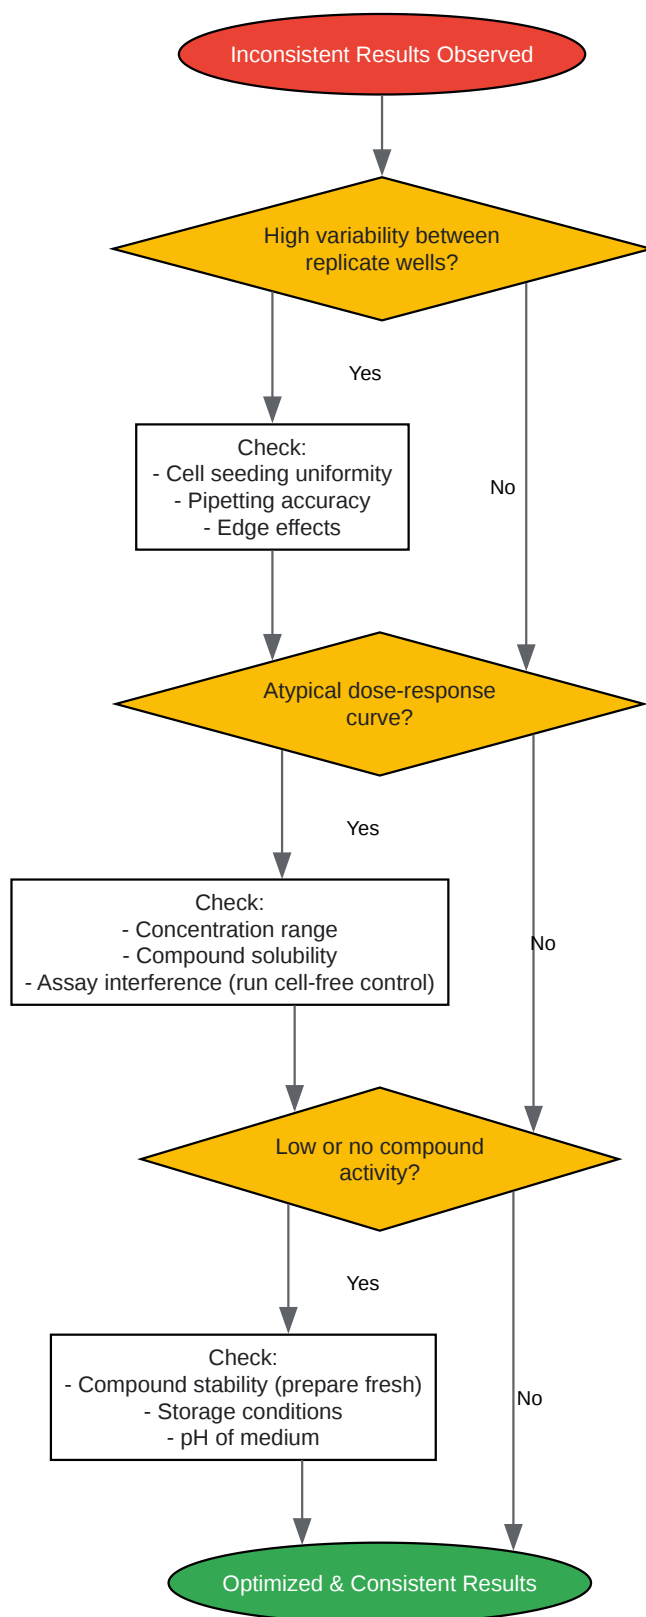 Inconsistent Results Observed
High variability between
replicate wells?
Yes
No
Check:
- Cell seeding uniformity
- Pipetting accuracy
- Edge effects
Atypical dose-response
curve?
Yes
No
Check:
- Concentration range
- Compound solubility
- Assay interference (run cell-free control)
Low or no compound
activity?
Yes
No
Check:
- Compound stability (prepare fresh)
- Storage conditions
- pH of medium
Optimized & Consistent Results